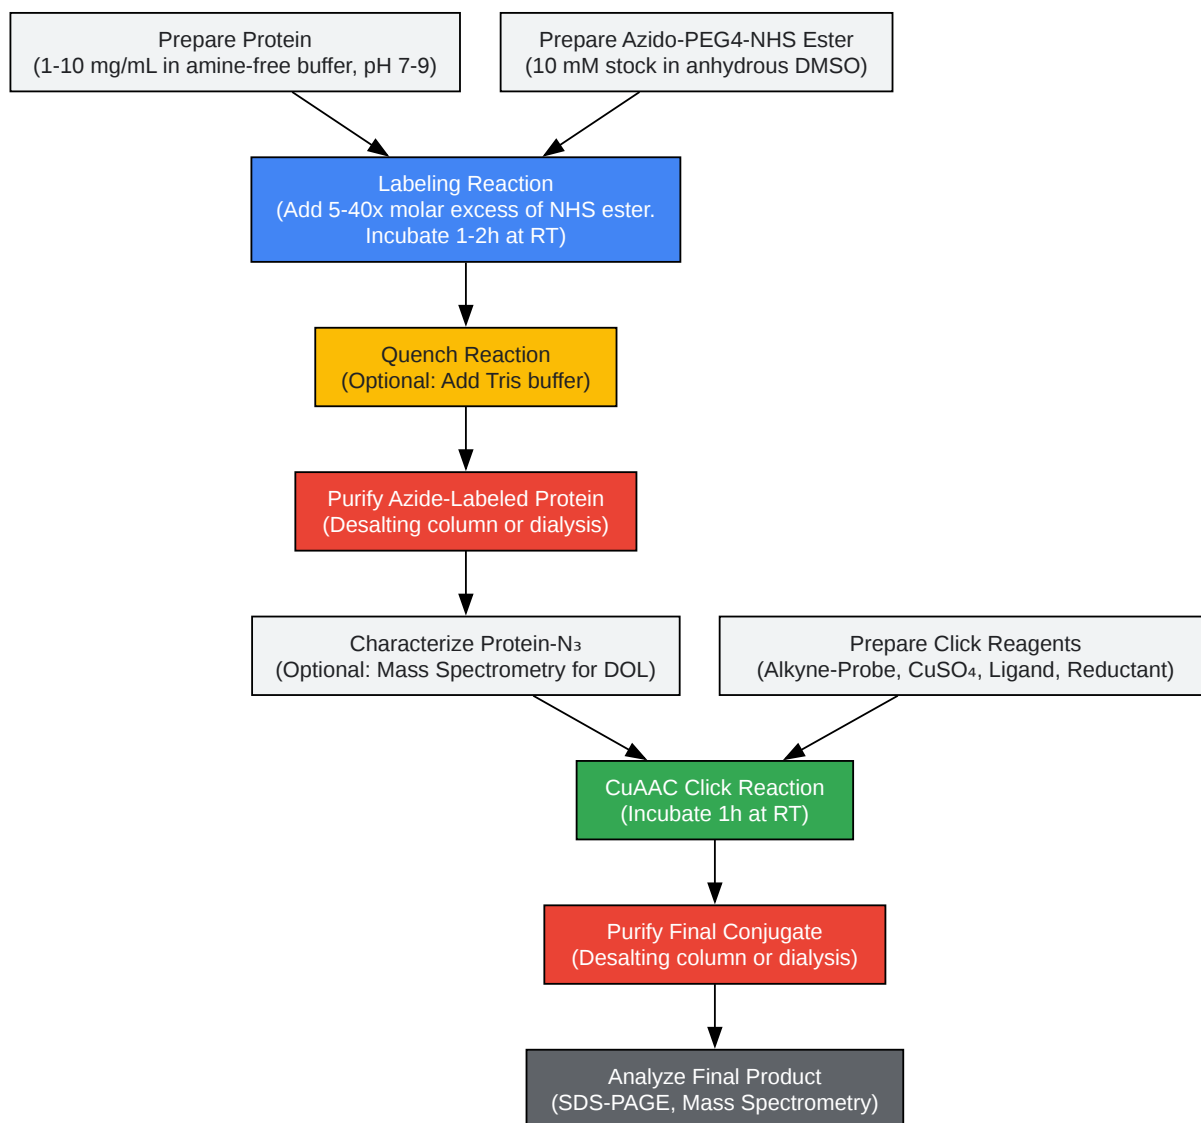 Prepare Protein
(1-10 mg/mL in amine-free buffer, pH 7-9)
Prepare Azido-PEG4-NHS Ester
(10 mM stock in anhydrous DMSO)
Labeling Reaction
(Add 5-40x molar excess of NHS ester.
Incubate 1-2h at RT)
Quench Reaction
(Optional: Add Tris buffer)
Purify Azide-Labeled Protein
(Desalting column or dialysis)
Characterize Protein-N₃
(Optional: Mass Spectrometry for DOL)
Prepare Click Reagents
(Alkyne-Probe, CuSO₄, Ligand, Reductant)
CuAAC Click Reaction
(Incubate 1h at RT)
Purify Final Conjugate
(Desalting column or dialysis)
Analyze Final Product
(SDS-PAGE, Mass Spectrometry)